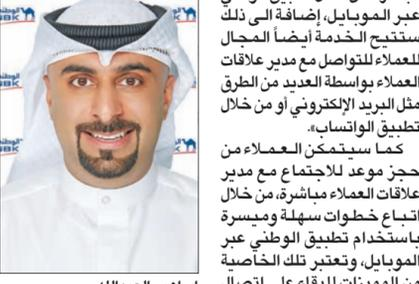 عبر الموبايل، إضافة الى ذلك
ستتيح الخدمة أيضاً المجال
للعملاء للتواصل مع مدير علاقات
العملاء بواسطة العديد من الطرق
مثل البريد الإلكتروني أو من خلال
تطبيق الواتساب».
كما سيتمكن العملاء من
حجز موعد للاجتماع مع مدير
علاقات العملاء مباشرة، من خلال
اتباع خطوات سهلة وميسرة
باستخدام تطبيق الوطني عبر
الموبايل، وتعتبر تلك الخاصية